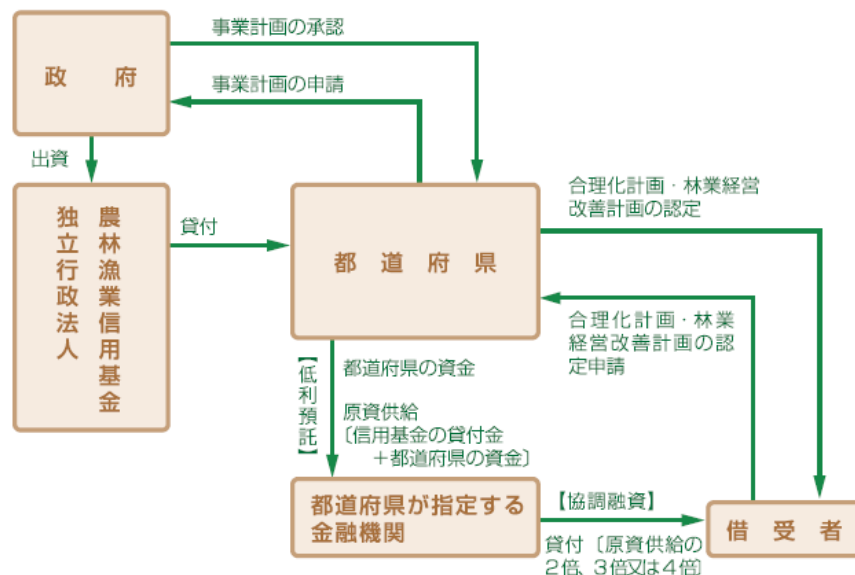 事業計画の承認
政　府
事業計画の申請
出資
独立行政法人
農林漁業信用基金
貸付
都　道　府　県
合理化計画・林業経営
改善計画の認定
合理化計画・林業
経営改善計画の認
定申請
【低利預託】
都道府県の資金
原資供給
〔信用基金の貸付金
＋都道府県の資金〕
都道府県が指定する
金融機関
【協調融資】
貸付〔原資供給の
2倍、3倍又は4倍〕
借　受　者